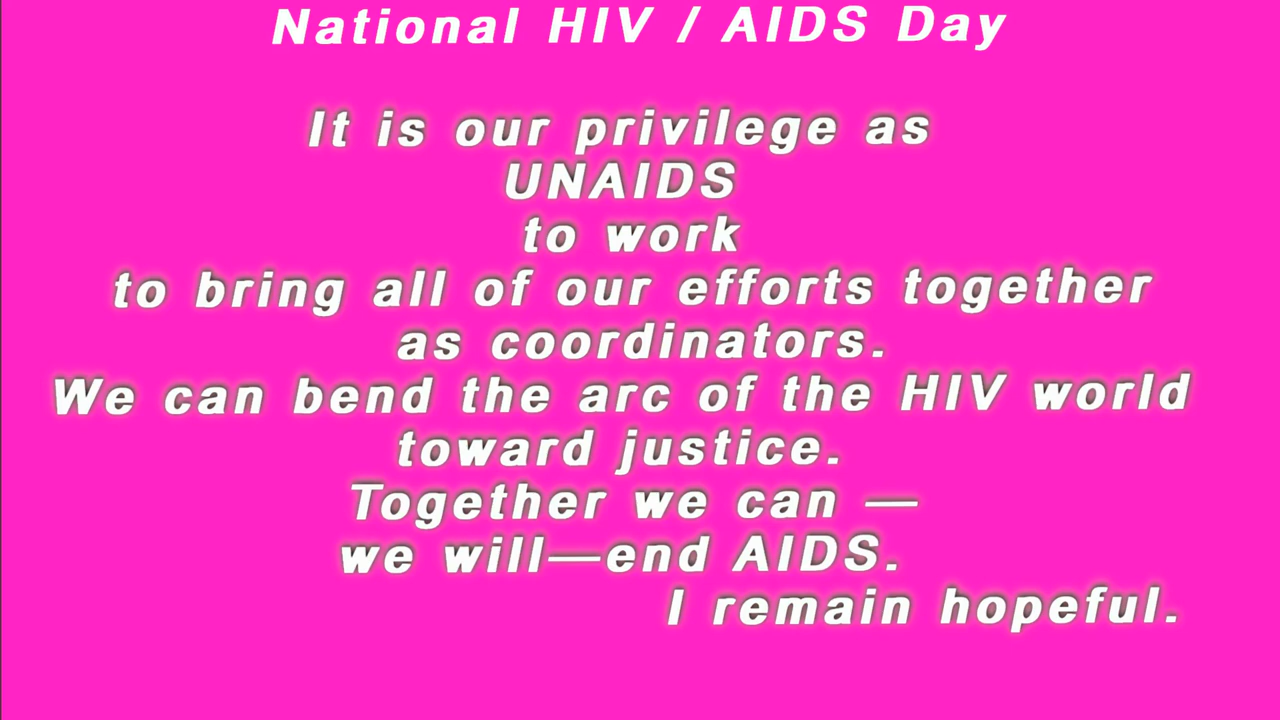 National HIV / AIDS Day
It is our privilege as
UNAIDS
to work
to bring all of our efforts together
as coordinators.
We can bend the arc of the HIV world
toward justice.
Together we can —
we will—end AIDS.
I remain hopeful.